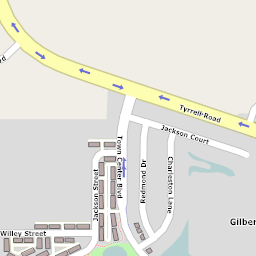 d
Tyrrell Road
Jackson Court
Town Center Blvd
Jackson Street
Redmond Dr
Charleston Lane
Gilber
Willey Street